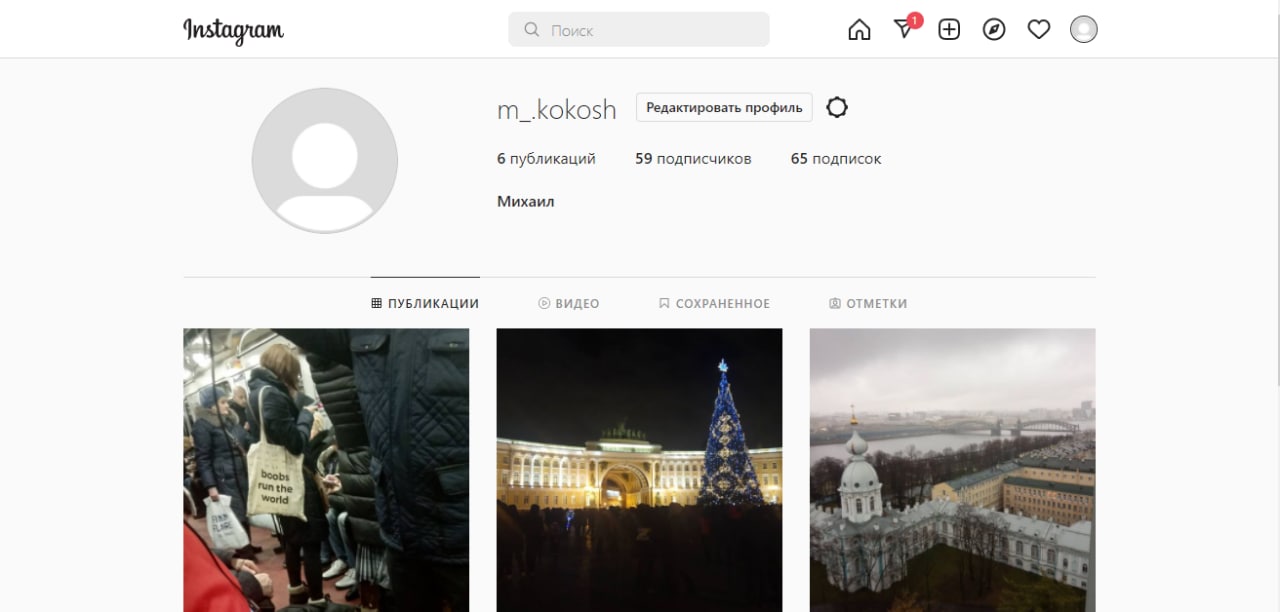 Instagram
Поиск
1
m_.kokosh
Редактировать профиль
6 публикаций
59 подписчиков
65 подписок
Михаил
ПУБЛИКАЦИИ
ВИДЕО
СОХРАНЕННОЕ
ОТМЕТКИ
boobs
run the
world